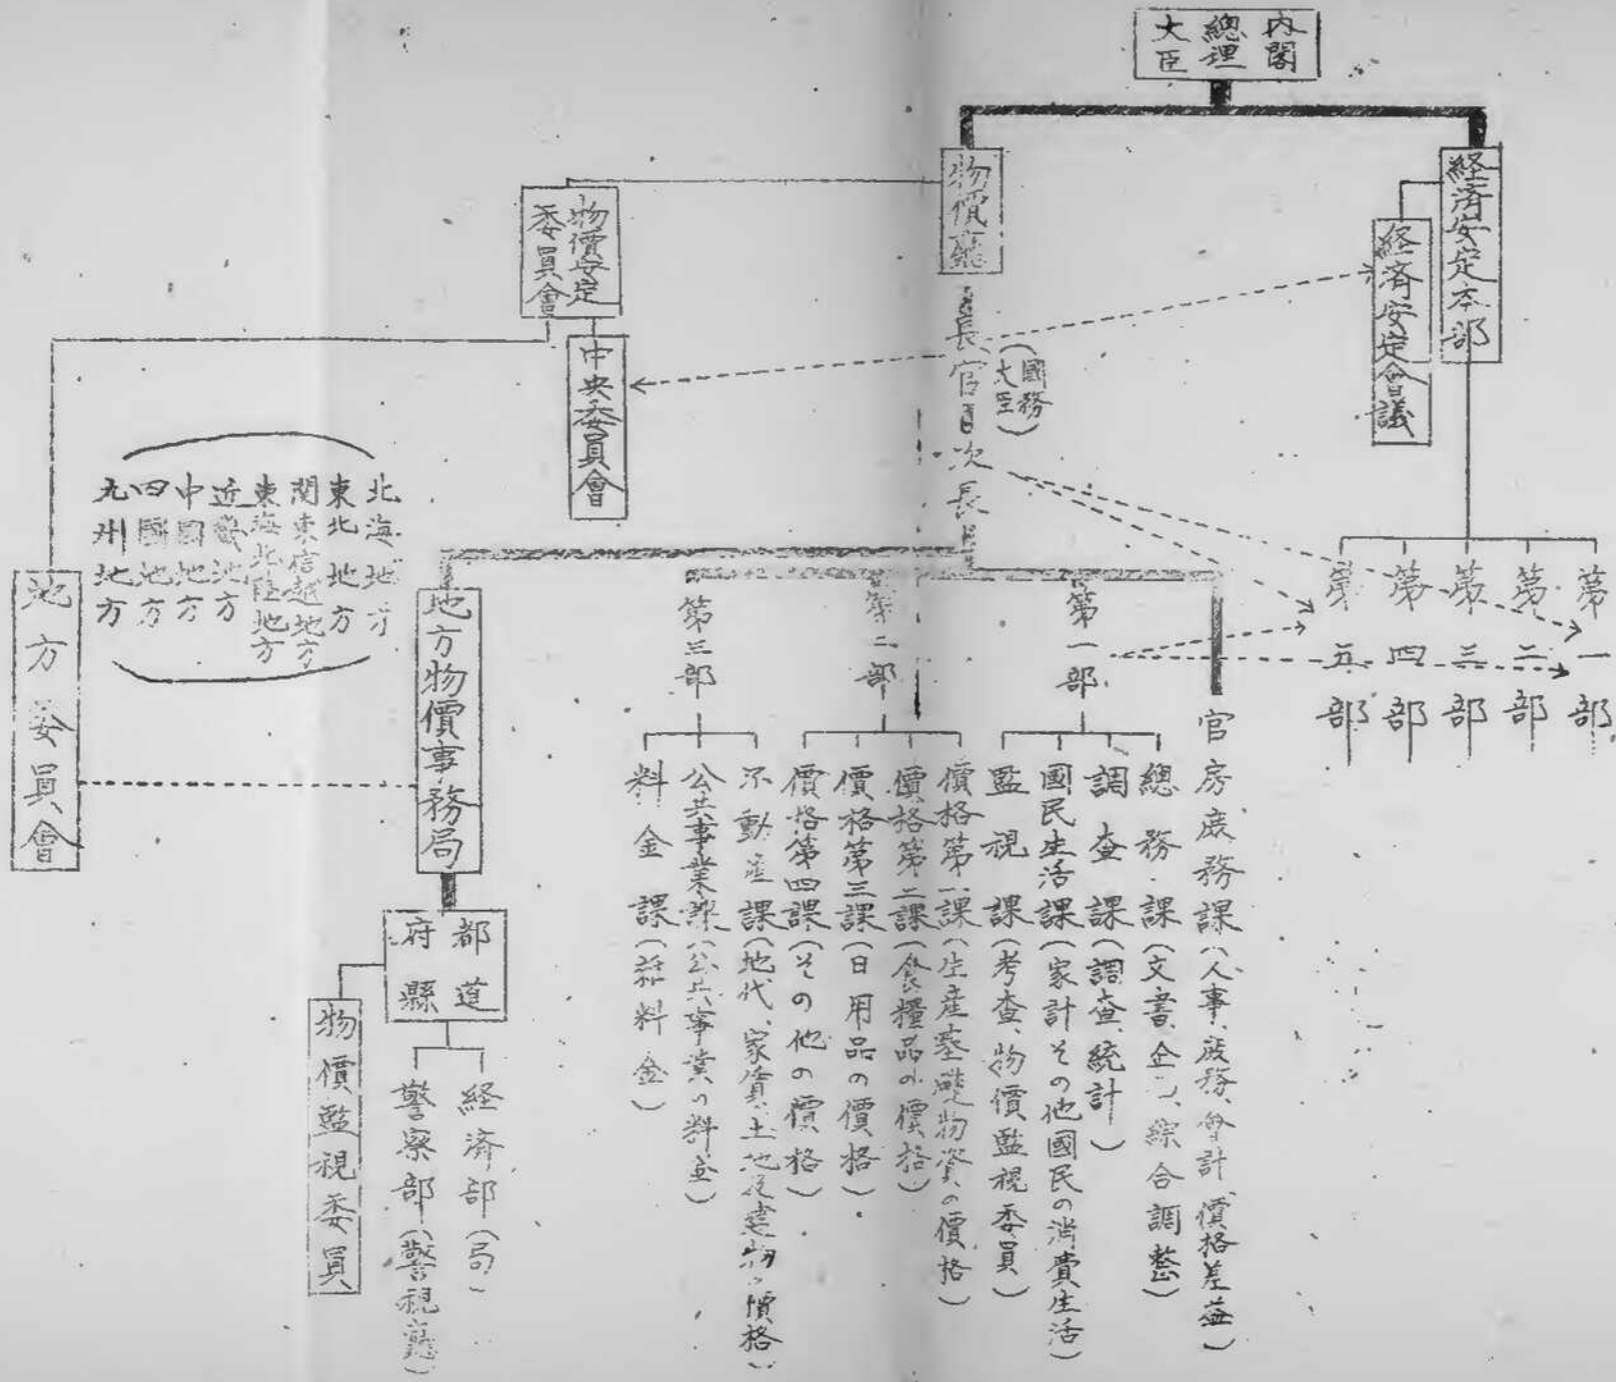 内閣
總理
大臣
経済安定本部
経済安定會議
第一部
第二部
第三部
第四部
第五部
物價廳
長官
(國務
大臣)
次長
官房庶務課(人事、庶務、會計、價格差益)
第一部
總務課(文書、企、綜合調整)
調査課(調査、統計)
國民生活課(家計その他國民の消費生活)
監視課(考査、物價監視委員)
第二部
價格第一課(生産基礎物資の價格)
價格第二課(食糧品の價格)
價格第三課(日用品の價格)
價格第四課(その他の價格)
第三部
不動産課(地代、家賃、土地及建物の價格)
公共事業課(公共事業の料金)
料金課(諸料金)
物價安定
委員會
中央委員會
地方物價事務局
北海地方
東北地方
関東信越地方
東海北陸地方
近畿地方
中國地方
四國地方
九州地方
地方委員會
都道
府縣
経済部(局)
警察部(警視廳)
物價監視委員